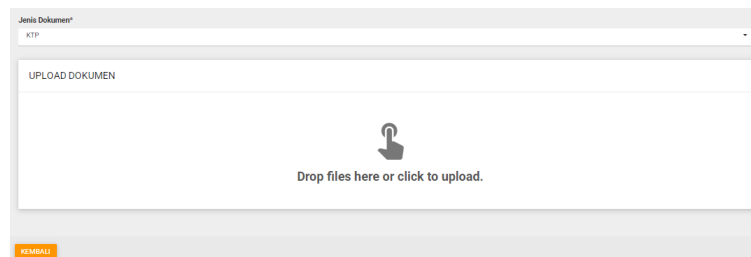 Jenis Dokumen*
KTP
UPLOAD DOKUMEN
Drop files here or click to upload.
KEMBALI